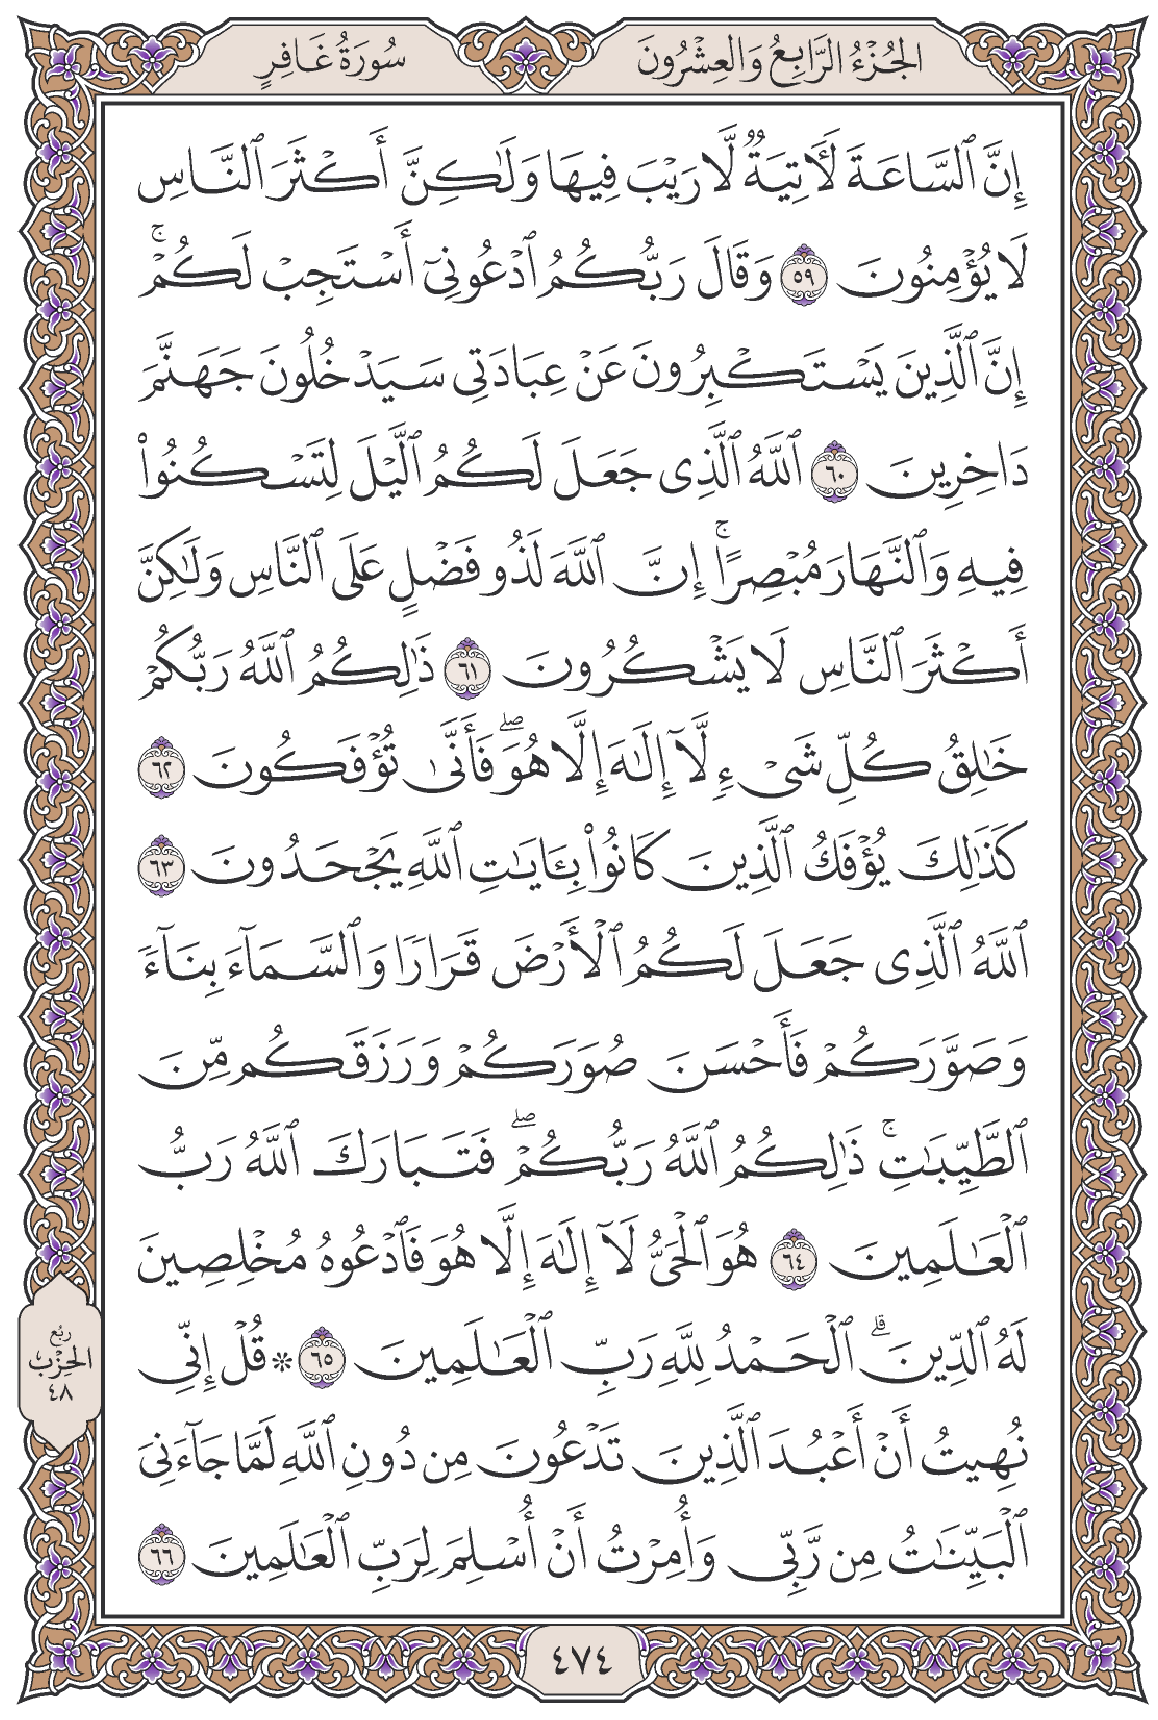 الجُزْءُ الرَّابِعُ وَالعِشْرُونَ
سُورَةُ غَافِرٍ
إِنَّ ٱلسَّاعَةَ لَأٓتِيَةٌ لَّا رَيْبَ فِيهَا وَلَٰكِنَّ أَكْثَرَ ٱلنَّاسِ
لَا يُؤْمِنُونَ ٥٩ وَقَالَ رَبُّكُمُ ٱدْعُونِيٓ أَسْتَجِبْ لَكُمْۚ
إِنَّ ٱلَّذِينَ يَسْتَكْبِرُونَ عَنْ عِبَادَتِي سَيَدْخُلُونَ جَهَنَّمَ
دَاخِرِينَ ٦٠ ٱللَّهُ ٱلَّذِي جَعَلَ لَكُمُ ٱلَّيْلَ لِتَسْكُنُواْ
فِيهِ وَٱلنَّهَارَ مُبْصِرًاۚ إِنَّ ٱللَّهَ لَذُو فَضْلٍ عَلَى ٱلنَّاسِ وَلَٰكِنَّ
أَكْثَرَ ٱلنَّاسِ لَا يَشْكُرُونَ ٦١ ذَٰلِكُمُ ٱللَّهُ رَبُّكُمْ
خَٰلِقُ كُلِّ شَيْءٍ لَّآ إِلَٰهَ إِلَّا هُوَۖ فَأَنَّىٰ تُؤْفَكُونَ ٦٢
كَذَٰلِكَ يُؤْفَكُ ٱلَّذِينَ كَانُواْ بِـَٔايَٰتِ ٱللَّهِ يَجْحَدُونَ ٦٣
ٱللَّهُ ٱلَّذِي جَعَلَ لَكُمُ ٱلْأَرْضَ قَرَارًا وَٱلسَّمَآءَ بِنَآءً
وَصَوَّرَكُمْ فَأَحْسَنَ صُوَرَكُمْ وَرَزَقَكُم مِّنَ
ٱلطَّيِّبَٰتِۚ ذَٰلِكُمُ ٱللَّهُ رَبُّكُمْۖ فَتَبَارَكَ ٱللَّهُ رَبُّ
ٱلْعَٰلَمِينَ ٦٤ هُوَ ٱلْحَيُّ لَآ إِلَٰهَ إِلَّا هُوَ فَٱدْعُوهُ مُخْلِصِينَ
لَهُ ٱلدِّينَۗ ٱلْحَمْدُ لِلَّهِ رَبِّ ٱلْعَٰلَمِينَ ٦٥ * قُلْ إِنِّي
نُهِيتُ أَنْ أَعْبُدَ ٱلَّذِينَ تَدْعُونَ مِن دُونِ ٱللَّهِ لَمَّا جَآءَنِيَ
ٱلْبَيِّنَٰتُ مِن رَّبِّي وَأُمِرْتُ أَنْ أُسْلِمَ لِرَبِّ ٱلْعَٰلَمِينَ ٦٦
رُبُع
الحِزْب
٤٨
٤٧٤